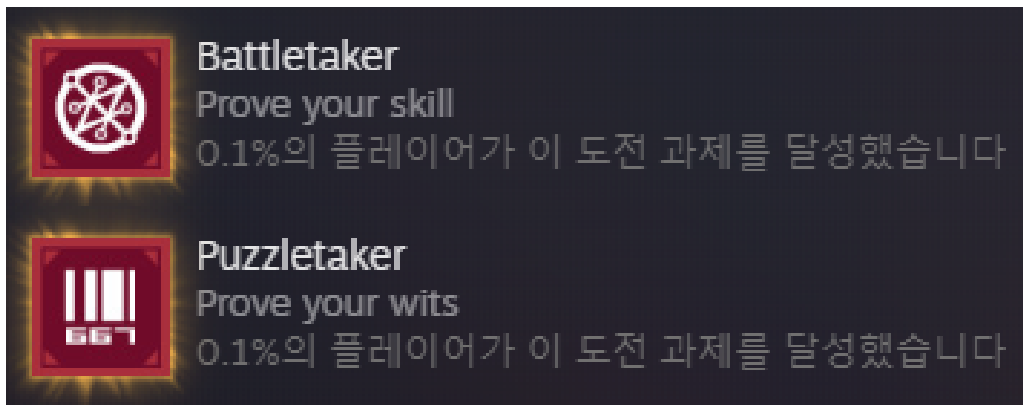 Battletaker
Prove your skill
0.1%의 플레이어가 이 도전 과제를 달성했습니다
Puzzletaker
667
Prove your wits
0.1%의 플레이어가 이 도전 과제를 달성했습니다